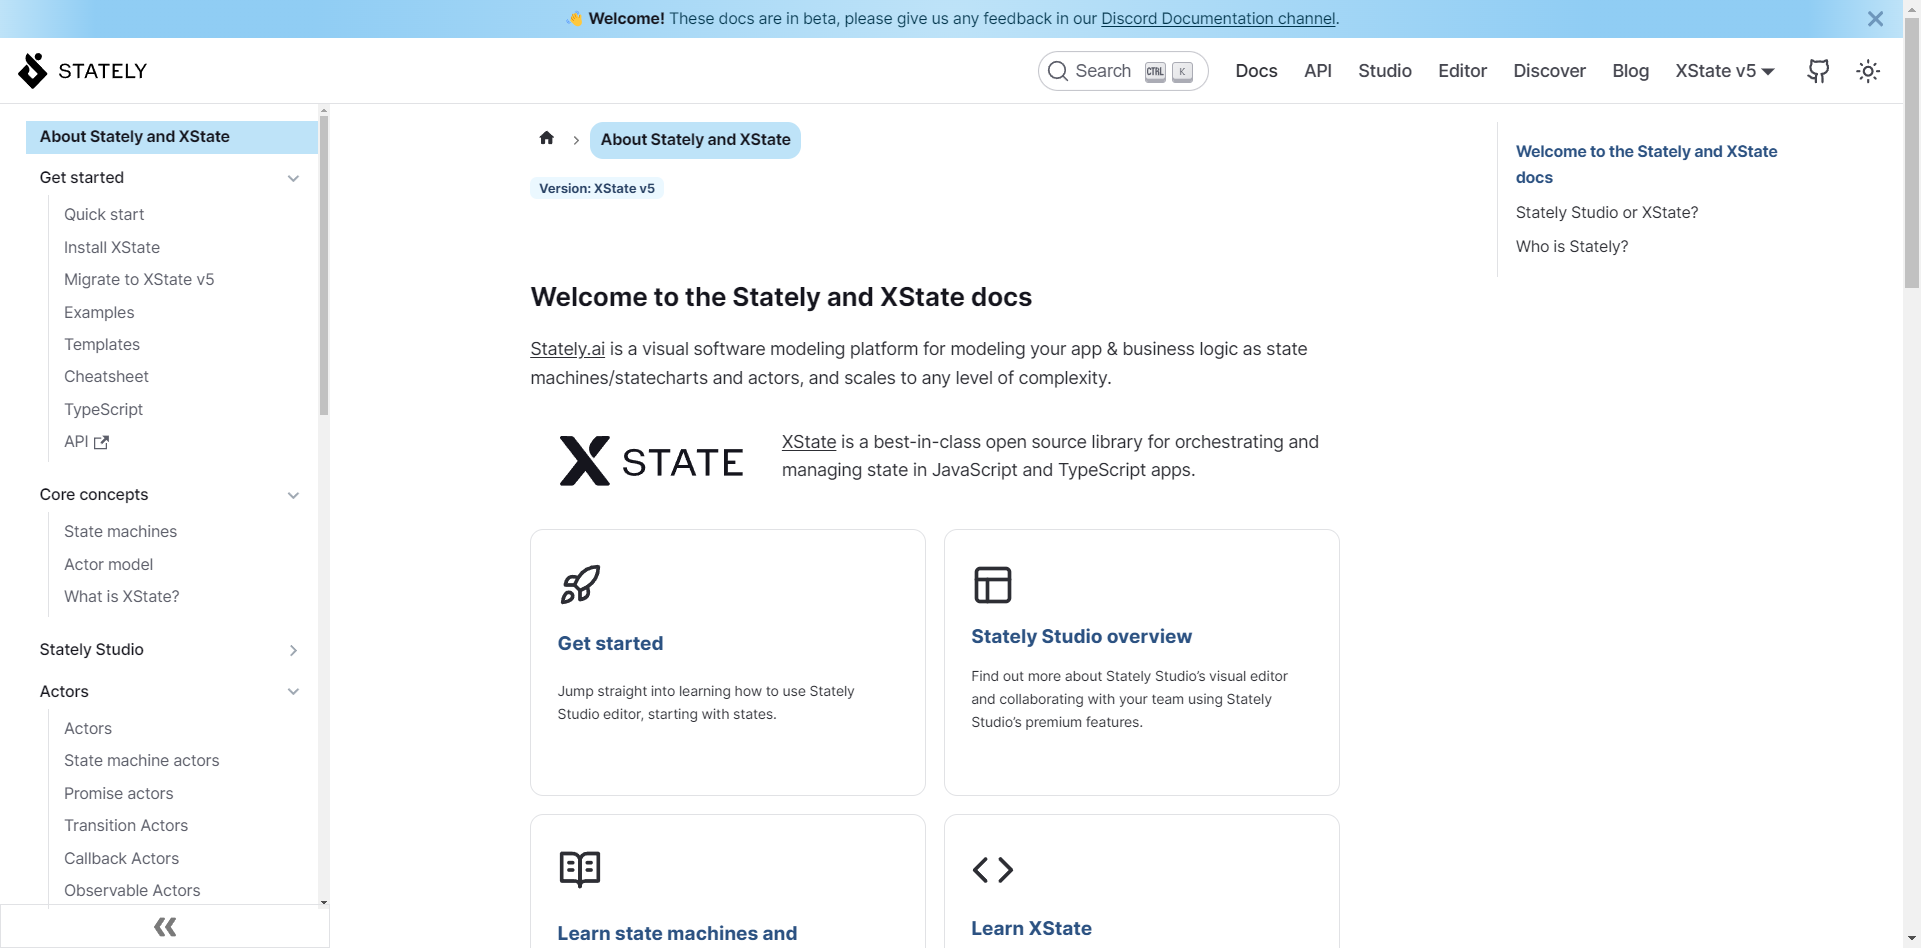 👋 Welcome! These docs are in beta, please give us any feedback in our Discord Documentation channel.
STATELY
Search CTRL K
Docs
API
Studio
Editor
Discover
Blog
XState v5
About Stately and XState
Get started
Quick start
Install XState
Migrate to XState v5
Examples
Templates
Cheatsheet
TypeScript
API
Core concepts
State machines
Actor model
What is XState?
Stately Studio
Actors
Actors
State machine actors
Promise actors
Transition Actors
Callback Actors
Observable Actors
About Stately and XState
Version: XState v5
Welcome to the Stately and XState docs
Stately.ai is a visual software modeling platform for modeling your app & business logic as state
machines/statecharts and actors, and scales to any level of complexity.
X STATE
XState is a best-in-class open source library for orchestrating and
managing state in JavaScript and TypeScript apps.
Get started
Jump straight into learning how to use Stately
Studio editor, starting with states.
Stately Studio overview
Find out more about Stately Studio’s visual editor
and collaborating with your team using Stately
Studio’s premium features.
Learn state machines and
Learn XState
Welcome to the Stately and XState
docs
Stately Studio or XState?
Who is Stately?